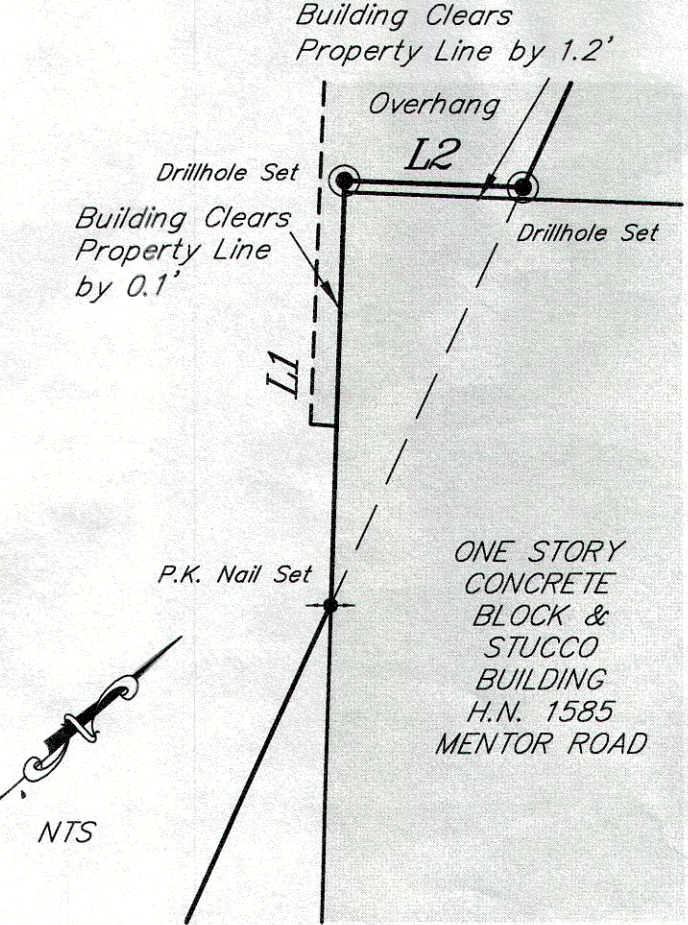 Building Clears
Property Line by 1.2'
Overhang
L2
Drillhole Set
Building Clears
Property Line
by 0.1'
Drillhole Set
L1
P.K. Nail Set
ONE STORY
CONCRETE
BLOCK &
STUCCO
BUILDING
H.N. 1585
MENTOR ROAD
N
NTS